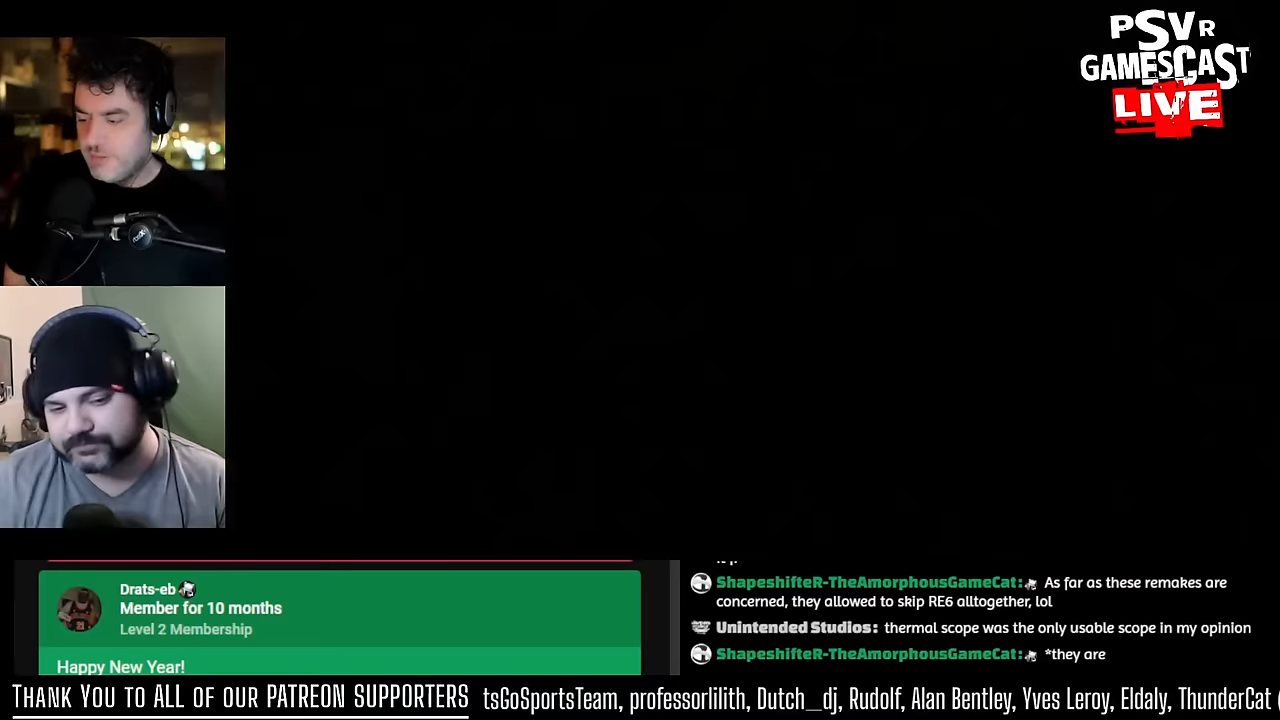 PSVR
GAMESCAST
LIVE
Drats-eb
Member for 10 months
Level 2 Membership
Happy New Year!
ShapeshifteR-TheAmorphousGameCat: As far as these remakes are
concerned, they allowed to skip RE6 alltogether, lol
Unintended Studios: thermal scope was the only usable scope in my opinion
ShapeshifteR-TheAmorphousGameCat: *they are
THANK YOU TO ALL OF OUR PATREON SUPPORTERS tsGoSportsTeam, professorlilith, Dutch_dj, Rudolf, Alan Bentley, Yves Leroy, Eldaly, ThunderCat